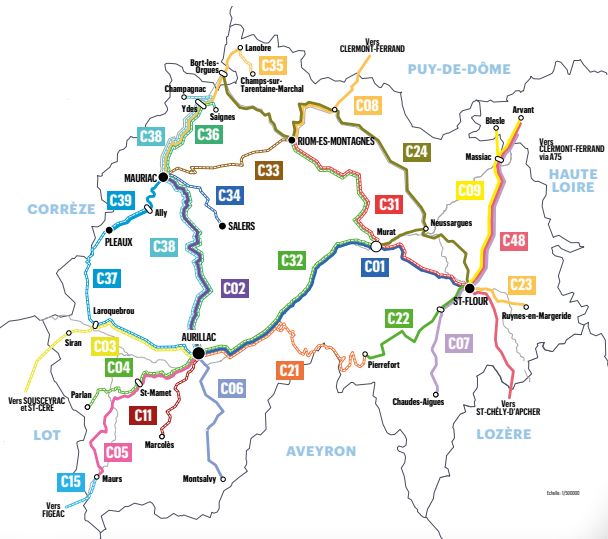 Lanobre
Vers
CLERMONT-FERRAND
Bort-les-
Orgues
C35
PUY-DE-DÔME
Champs-sur-
Tarentaine-Marchal
Champagnac
Ydes
Saignes
C08
Blesle
Arvant
C38
C36
RIOM-ES-MONTAGNES
C24
Massiac
Vers
CLERMONT-FERRAND
via A75
C33
HAUTE
LOIRE
MAURIAC
C39
C34
C09
CORRÈZE
Ally
C31
SALERS
Neussargues
PLEAUX
C38
Murat
C48
C32
C01
C37
C02
C23
ST-FLOUR
Laroquebrou
Ruynes-en-Margeride
C22
AURILLAC
Siran
C03
C07
C04
C21
Pierrefort
Parlan
St-Mamet
C06
Vers SOUSCEYRAC
et ST-CÉRÉ
Chaudes-Aigues
Vers
ST-CHÉLY-D'APCHER
C11
LOT
Marcolès
LOZÈRE
C05
AVEYRON
C15
Maurs
Montsalvy
Vers
FIGEAC
Echelle: 1/500000